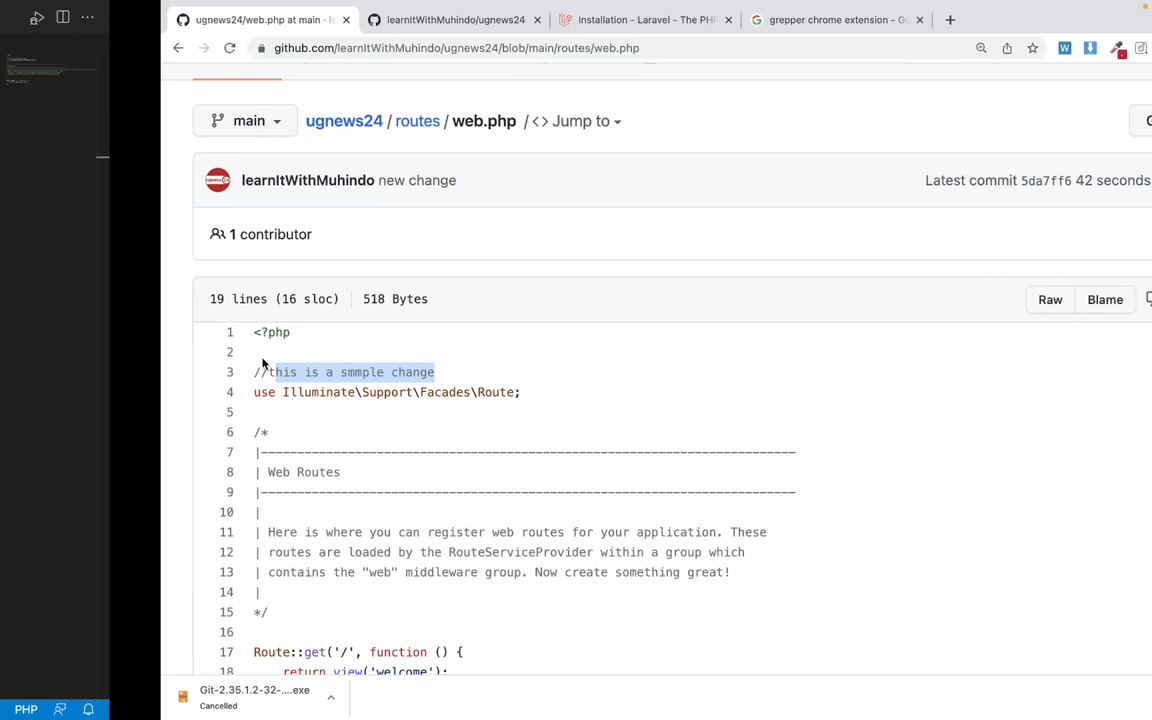 ugnews24/web.php at main · le
learnItWithMuhindo/ugnews24
Installation - Laravel - The PHP
grepper chrome extension - Go
github.com/learnItWithMuhindo/ugnews24/blob/main/routes/web.php
main
ugnews24 / routes / web.php / <> Jump to
learnItWithMuhindo new change
Latest commit 5da7ff6 42 seconds
1 contributor
19 lines (16 sloc) 518 Bytes
Raw Blame
1 <?php
2
3 //this is a smmple change
4 use Illuminate\Support\Facades\Route;
5
6 /*
7 |--------------------------------------------------------------------------
8 | Web Routes
9 |--------------------------------------------------------------------------
10 |
11 | Here is where you can register web routes for your application. These
12 | routes are loaded by the RouteServiceProvider within a group which
13 | contains the "web" middleware group. Now create something great!
14 |
15 */
16
17 Route::get('/', function () {
18 return view('welcome');
Git-2.35.1.2-32-....exe
Cancelled
PHP